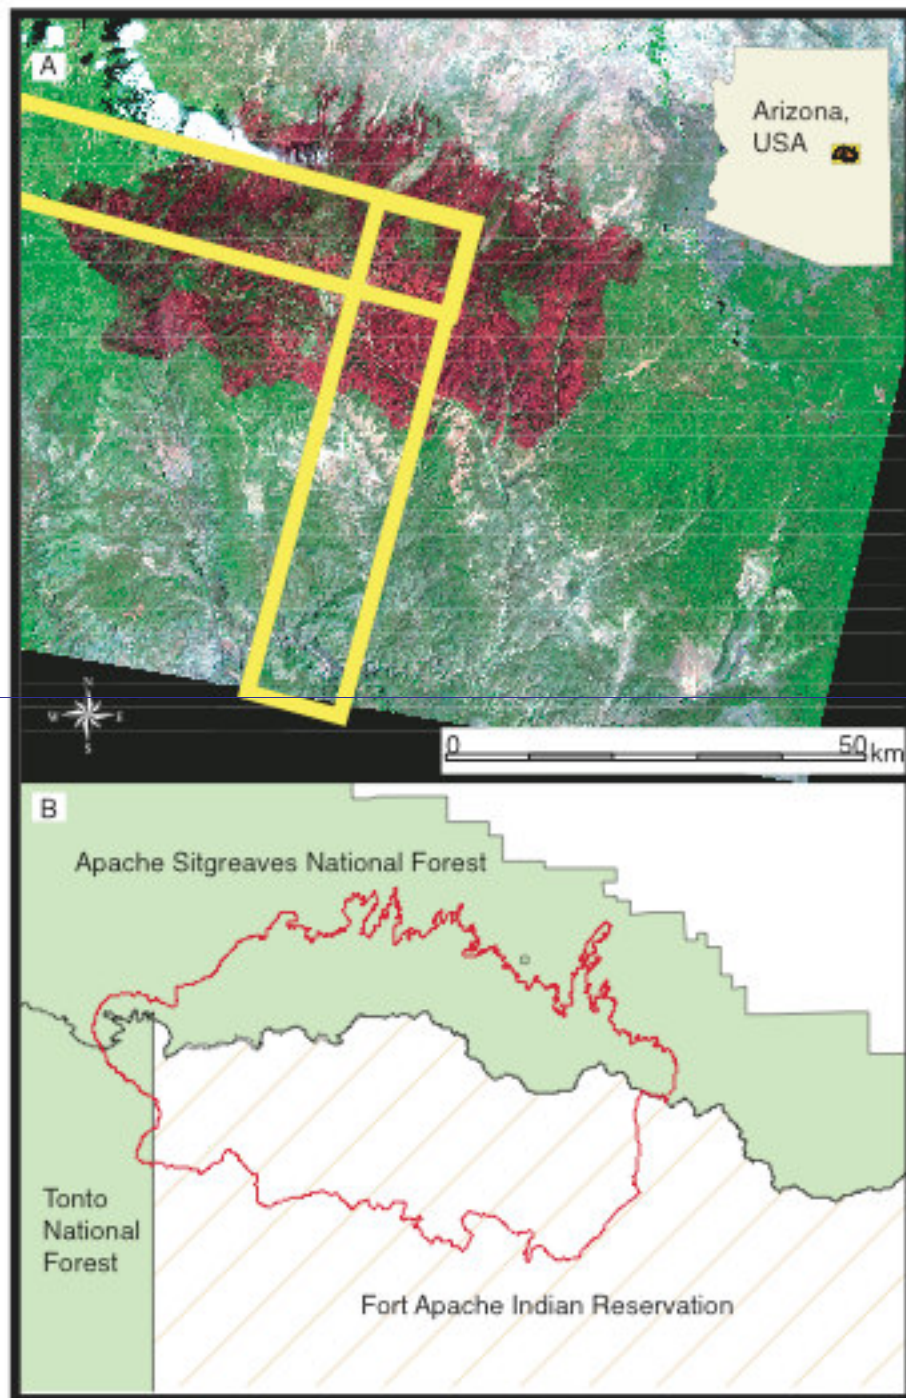 A
Arizona,
USA
N
W E
S
0 50 km
B
Apache Sitgreaves National Forest
Tonto
National
Forest
Fort Apache Indian Reservation